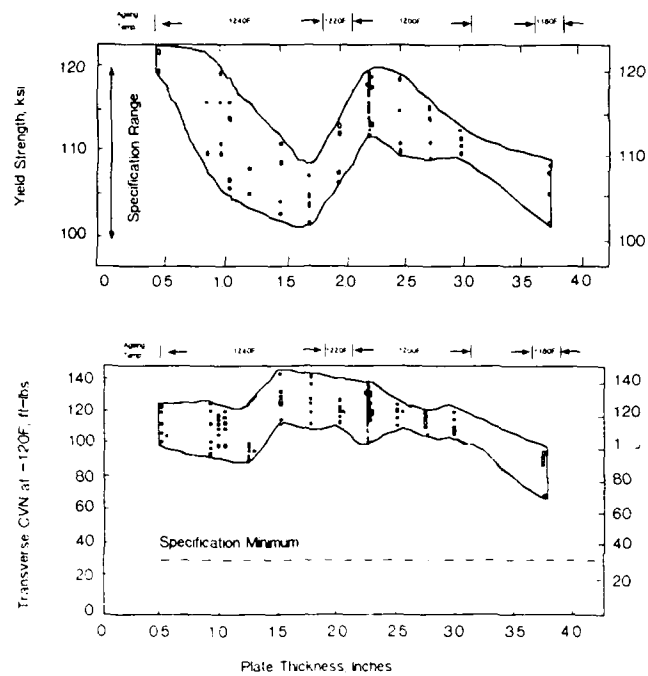 Ageing Temp 1240F 1220F 1200F 1180F
Yield Strength, ksi
Specification Range
120 120
110 110
100 100
0 0.5 1.0 1.5 2.0 2.5 3.0 3.5 4.0
Ageing Temp 1240F 1220F 1200F 1180F
Transverse CVN at -120F, ft-lbs
140 140
120 120
100 1
80 80
60 60
Specification Minimum
40 40
20 20
0
0 0.5 1.0 1.5 2.0 2.5 3.0 3.5 4.0
Plate Thickness, Inches